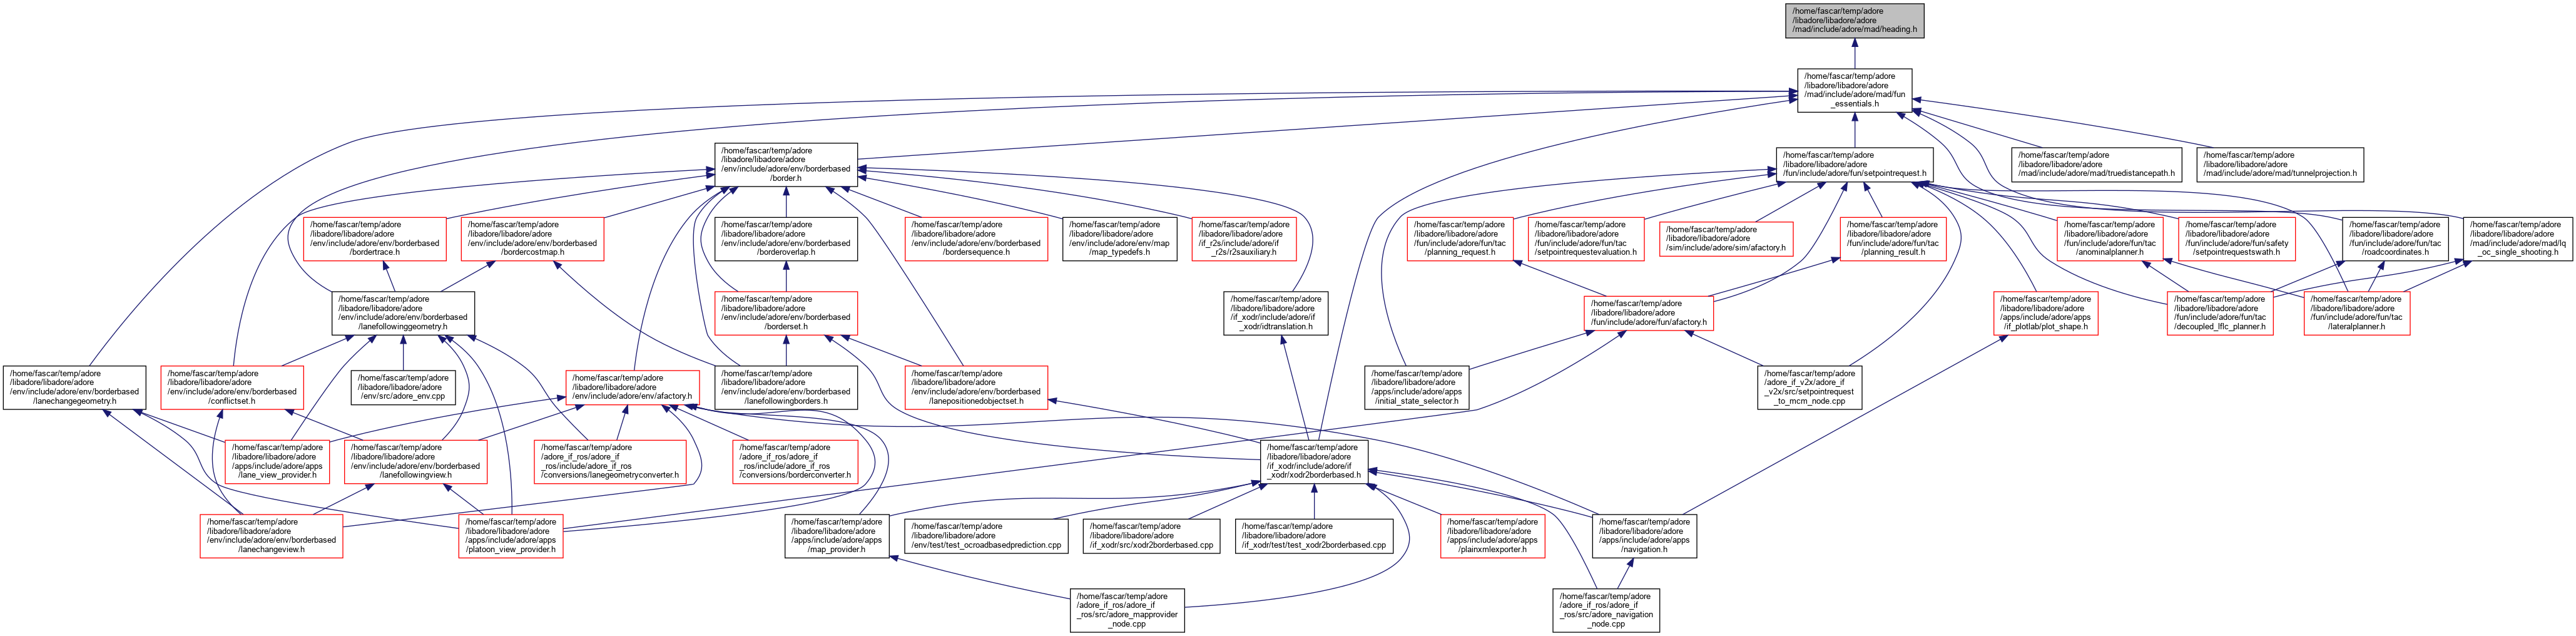 /home/fascar/temp/adore
/libadore/libadore/adore
/mad/include/adore/mad/heading.h
/home/fascar/temp/adore
/libadore/libadore/adore
/mad/include/adore/mad/fun
_essentials.h
/home/fascar/temp/adore
/libadore/libadore/adore
/env/include/adore/env/borderbased
/border.h
/home/fascar/temp/adore
/libadore/libadore/adore
/fun/include/adore/fun/setpointrequest.h
/home/fascar/temp/adore
/libadore/libadore/adore
/mad/include/adore/mad/truedistancepath.h
/home/fascar/temp/adore
/libadore/libadore/adore
/mad/include/adore/mad/tunnelprojection.h
/home/fascar/temp/adore
/libadore/libadore/adore
/env/include/adore/env/borderbased
/bordertrace.h
/home/fascar/temp/adore
/libadore/libadore/adore
/env/include/adore/env/borderbased
/bordercostmap.h
/home/fascar/temp/adore
/libadore/libadore/adore
/env/include/adore/env/borderbased
/borderoverlap.h
/home/fascar/temp/adore
/libadore/libadore/adore
/env/include/adore/env/borderbased
/bordersequence.h
/home/fascar/temp/adore
/libadore/libadore/adore
/env/include/adore/env/map
_typedefs.h
/home/fascar/temp/adore
/libadore/libadore/adore
/if_r2s/include/adore/if
_r2s/r2sauxiliary.h
/home/fascar/temp/adore
/libadore/libadore/adore
/fun/include/adore/fun/tac
/planning_request.h
/home/fascar/temp/adore
/libadore/libadore/adore
/fun/include/adore/fun/tac
/setpointrequestevaluation.h
/home/fascar/temp/adore
/libadore/libadore/adore
/sim/include/adore/sim/afactory.h
/home/fascar/temp/adore
/libadore/libadore/adore
/fun/include/adore/fun/tac
/planning_result.h
/home/fascar/temp/adore
/libadore/libadore/adore
/fun/include/adore/fun/tac
/anominalplanner.h
/home/fascar/temp/adore
/libadore/libadore/adore
/fun/include/adore/fun/safety
/setpointrequestswath.h
/home/fascar/temp/adore
/libadore/libadore/adore
/fun/include/adore/fun/tac
/roadcoordinates.h
/home/fascar/temp/adore
/libadore/libadore/adore
/mad/include/adore/mad/lq
_oc_single_shooting.h
/home/fascar/temp/adore
/libadore/libadore/adore
/env/include/adore/env/borderbased
/lanefollowinggeometry.h
/home/fascar/temp/adore
/libadore/libadore/adore
/env/include/adore/env/borderbased
/borderset.h
/home/fascar/temp/adore
/libadore/libadore/adore
/if_xodr/include/adore/if
_xodr/idtranslation.h
/home/fascar/temp/adore
/libadore/libadore/adore
/fun/include/adore/fun/afactory.h
/home/fascar/temp/adore
/libadore/libadore/adore
/apps/include/adore/apps
/if_plotlab/plot_shape.h
/home/fascar/temp/adore
/libadore/libadore/adore
/fun/include/adore/fun/tac
/decoupled_lflc_planner.h
/home/fascar/temp/adore
/libadore/libadore/adore
/fun/include/adore/fun/tac
/lateralplanner.h
/home/fascar/temp/adore
/libadore/libadore/adore
/env/include/adore/env/borderbased
/lanechangegeometry.h
/home/fascar/temp/adore
/libadore/libadore/adore
/env/include/adore/env/borderbased
/conflictset.h
/home/fascar/temp/adore
/libadore/libadore/adore
/env/src/adore_env.cpp
/home/fascar/temp/adore
/libadore/libadore/adore
/env/include/adore/env/afactory.h
/home/fascar/temp/adore
/libadore/libadore/adore
/env/include/adore/env/borderbased
/lanefollowingborders.h
/home/fascar/temp/adore
/libadore/libadore/adore
/env/include/adore/env/borderbased
/lanepositionedobjectset.h
/home/fascar/temp/adore
/libadore/libadore/adore
/apps/include/adore/apps
/initial_state_selector.h
/home/fascar/temp/adore
/adore_if_v2x/adore_if
_v2x/src/setpointrequest
_to_mcm_node.cpp
/home/fascar/temp/adore
/libadore/libadore/adore
/apps/include/adore/apps
/lane_view_provider.h
/home/fascar/temp/adore
/libadore/libadore/adore
/env/include/adore/env/borderbased
/lanefollowingview.h
/home/fascar/temp/adore
/adore_if_ros/adore_if
_ros/include/adore_if_ros
/conversions/lanegeometryconverter.h
/home/fascar/temp/adore
/adore_if_ros/adore_if
_ros/include/adore_if_ros
/conversions/borderconverter.h
/home/fascar/temp/adore
/libadore/libadore/adore
/if_xodr/include/adore/if
_xodr/xodr2borderbased.h
/home/fascar/temp/adore
/libadore/libadore/adore
/env/include/adore/env/borderbased
/lanechangeview.h
/home/fascar/temp/adore
/libadore/libadore/adore
/apps/include/adore/apps
/platoon_view_provider.h
/home/fascar/temp/adore
/libadore/libadore/adore
/apps/include/adore/apps
/map_provider.h
/home/fascar/temp/adore
/libadore/libadore/adore
/env/test/test_ocroadbasedprediction.cpp
/home/fascar/temp/adore
/libadore/libadore/adore
/if_xodr/src/xodr2borderbased.cpp
/home/fascar/temp/adore
/libadore/libadore/adore
/if_xodr/test/test_xodr2borderbased.cpp
/home/fascar/temp/adore
/libadore/libadore/adore
/apps/include/adore/apps
/plainxmlexporter.h
/home/fascar/temp/adore
/libadore/libadore/adore
/apps/include/adore/apps
/navigation.h
/home/fascar/temp/adore
/adore_if_ros/adore_if
_ros/src/adore_mapprovider
_node.cpp
/home/fascar/temp/adore
/adore_if_ros/adore_if
_ros/src/adore_navigation
_node.cpp